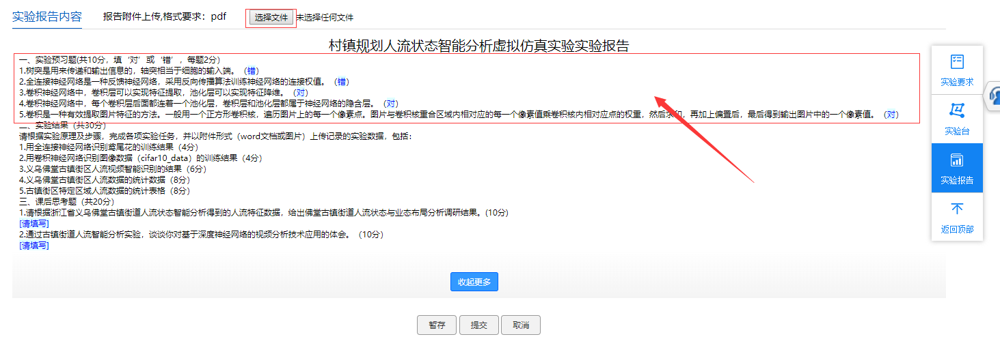 实验报告内容 报告附件上传,格式要求：pdf 选择文件 未选择任何文件
村镇规划人流状态智能分析虚拟仿真实验实验报告
一、实验预习题(共10分，填‘对’或‘错’，每题2分)
1.树突是用来传递和输出信息的，轴突相当于细胞的输入端。（错）
2.全连接神经网络是一种反馈神经网络，采用反向传播算法训练神经网络的连接权值。（错）
3.卷积神经网络中，卷积层可以实现特征提取，池化层可以实现特征降维。（对）
4.卷积神经网络中，每个卷积层后面都连着一个池化层，卷积层和池化层都属于神经网络的隐含层。（对）
5.卷积是一种有效提取图片特征的方法。一般用一个正方形卷积核，遍历图片上的每一个像素点。图片与卷积核重合区域内相对应的每一个像素值乘卷积核内相对应点的权重，然后求和，再加上偏置后，最后得到输出图片中的一个像素值。（对）
二、实验结果（共30分）
请根据实验原理及步骤，完成各项实验任务，并以附件形式（word文档或图片）上传记录的实验数据，包括：
1.用全连接神经网络识别鸢尾花的训练结果（4分）
2.用卷积神经网络识别图像数据（cifar10_data）的训练结果（4分）
3.义乌佛堂古镇街区人流视频智能识别的结果（6分）
4.义乌佛堂古镇街区人流数据的统计数据（8分）
5.古镇街区特定区域人流数据的统计表格（8分）
三、课后思考题（共20分）
1.请根据浙江省义乌佛堂古镇街道人流状态智能分析得到的人流特征数据，给出佛堂古镇街道人流状态与业态布局分析调研结果。(10分)
[请填写]
2.通过古镇街道人流智能分析实验，谈谈你对基于深度神经网络的视频分析技术应用的体会。（10分）
[请填写]
收起更多
暂存 提交 取消
实验要求
实验台
实验报告
返回顶部